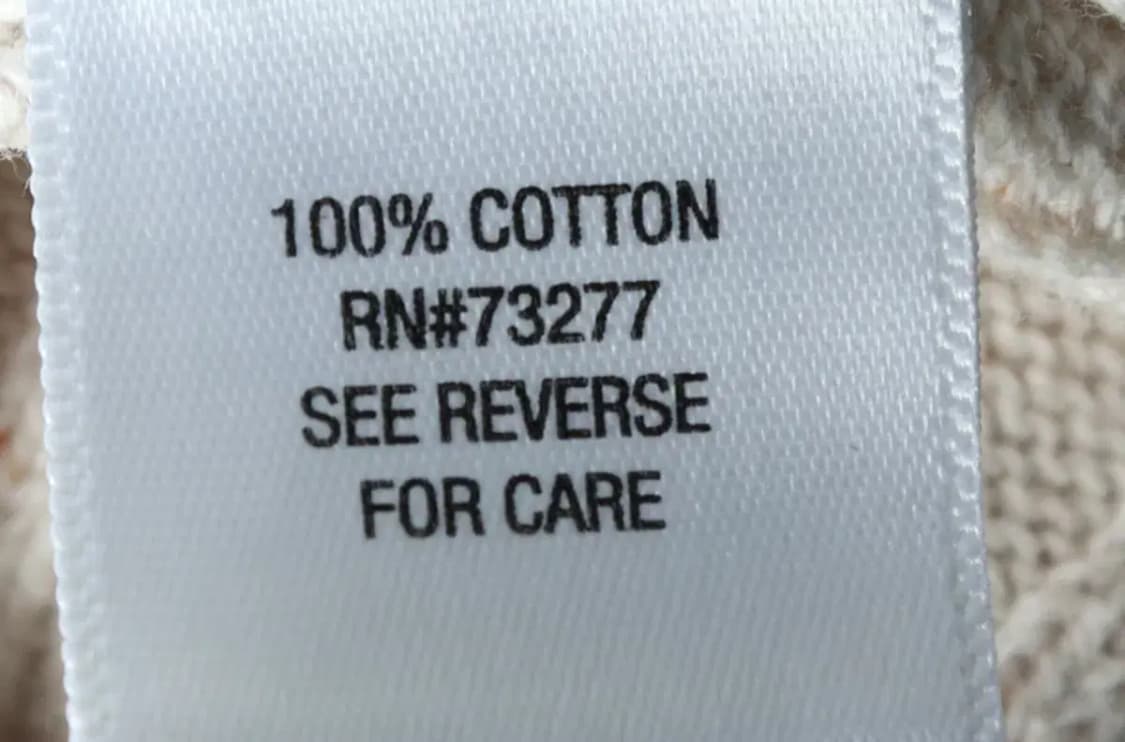 100% COTTON
RN#73277
SEE REVERSE
FOR CARE